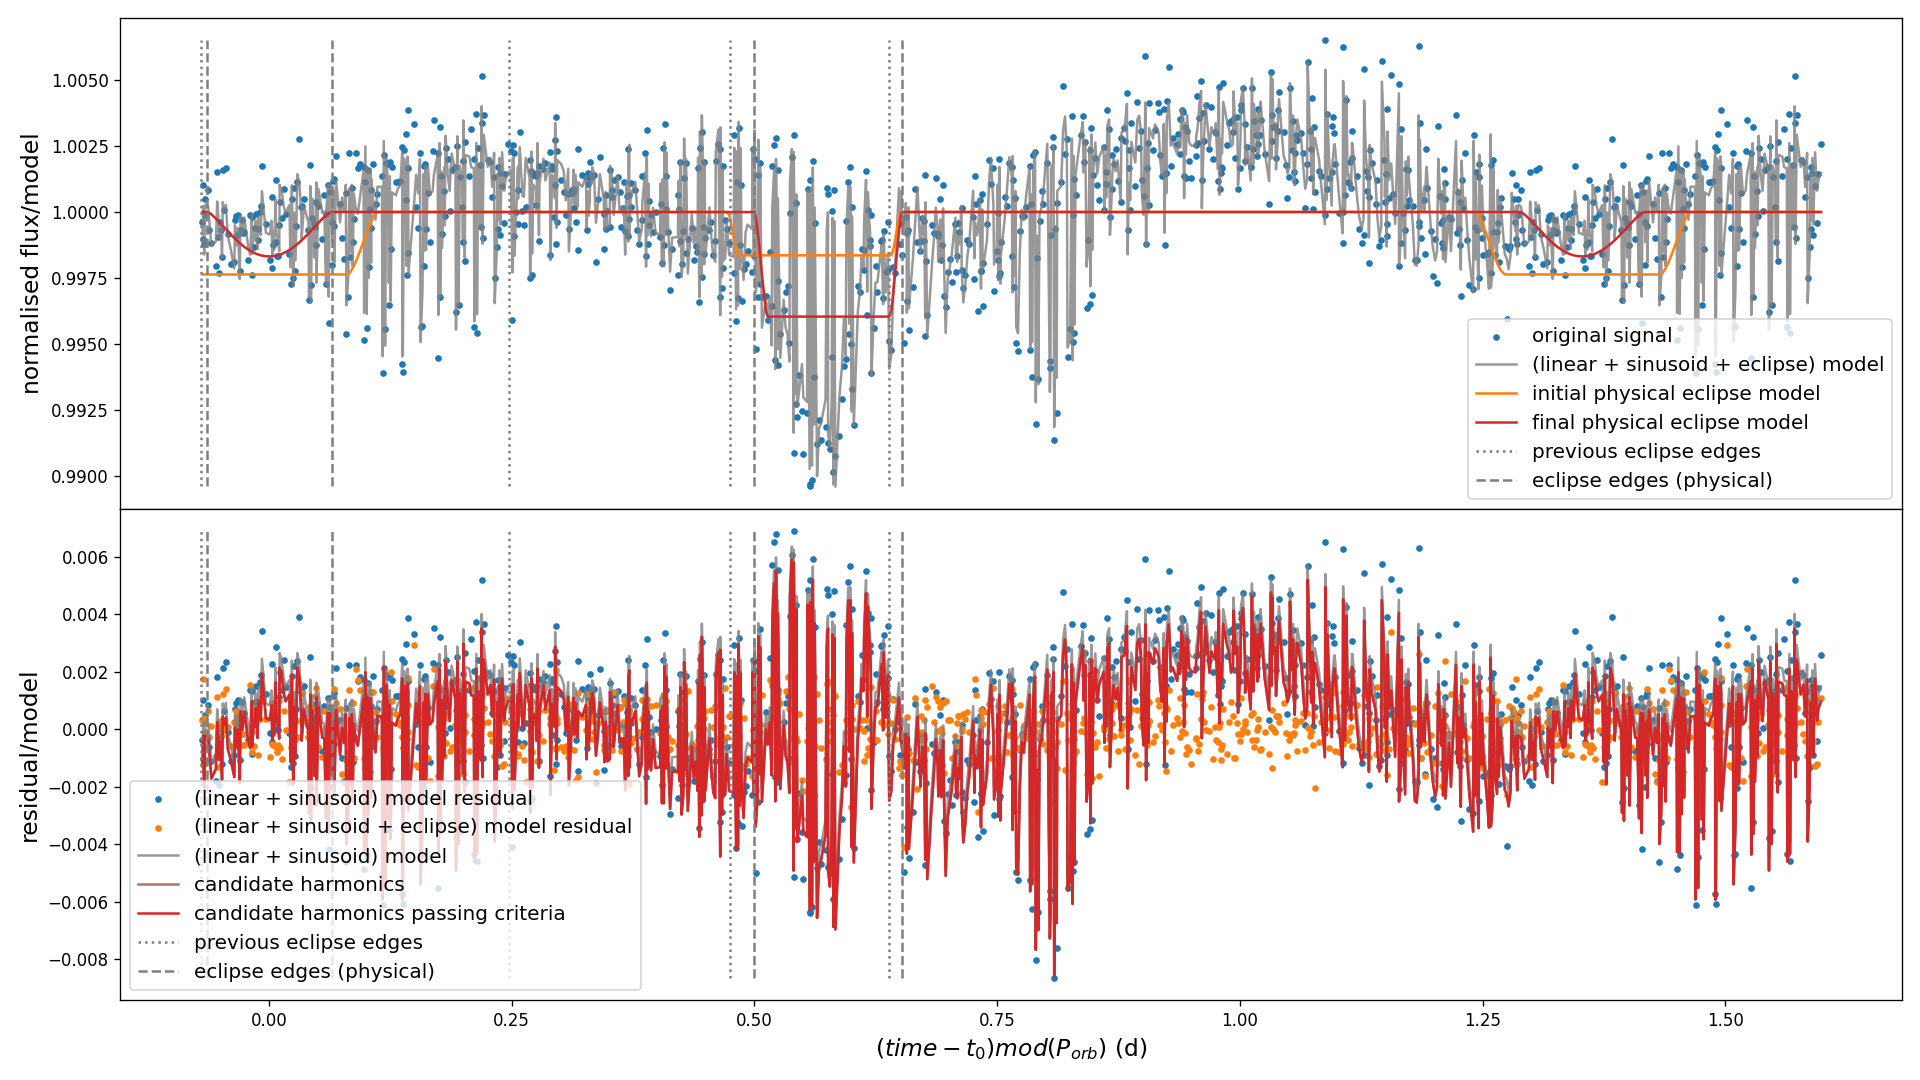 normalised flux/model
1.0050
1.0025
1.0000
0.9975
0.9950
0.9925
0.9900
original signal
(linear + sinusoid + eclipse) model
initial physical eclipse model
final physical eclipse model
previous eclipse edges
eclipse edges (physical)
residual/model
0.006
0.004
0.002
0.000
−0.002
−0.004
−0.006
−0.008
(linear + sinusoid) model residual
(linear + sinusoid + eclipse) model residual
(linear + sinusoid) model
candidate harmonics
candidate harmonics passing criteria
previous eclipse edges
eclipse edges (physical)
0.00 0.25 0.50 0.75 1.00 1.25 1.50
(time − t₀)mod(P_orb) (d)